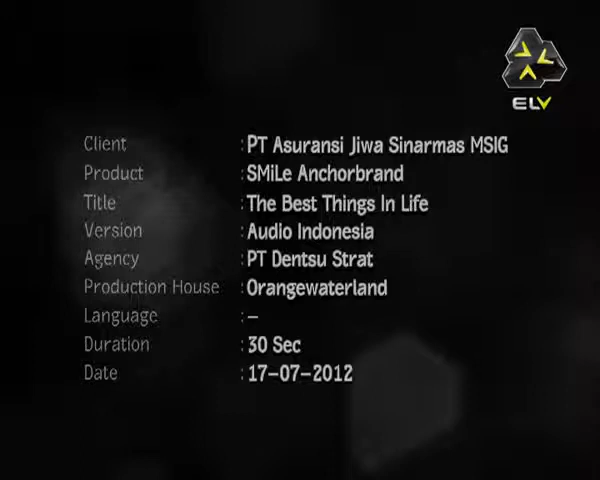 ELV
Client : PT Asuransi Jiwa Sinarmas MSIG
Product : SMiLe Anchorbrand
Title : The Best Things In Life
Version : Audio Indonesia
Agency : PT Dentsu Strat
Production House : Orangewaterland
Language : –
Duration : 30 Sec
Date : 17–07–2012